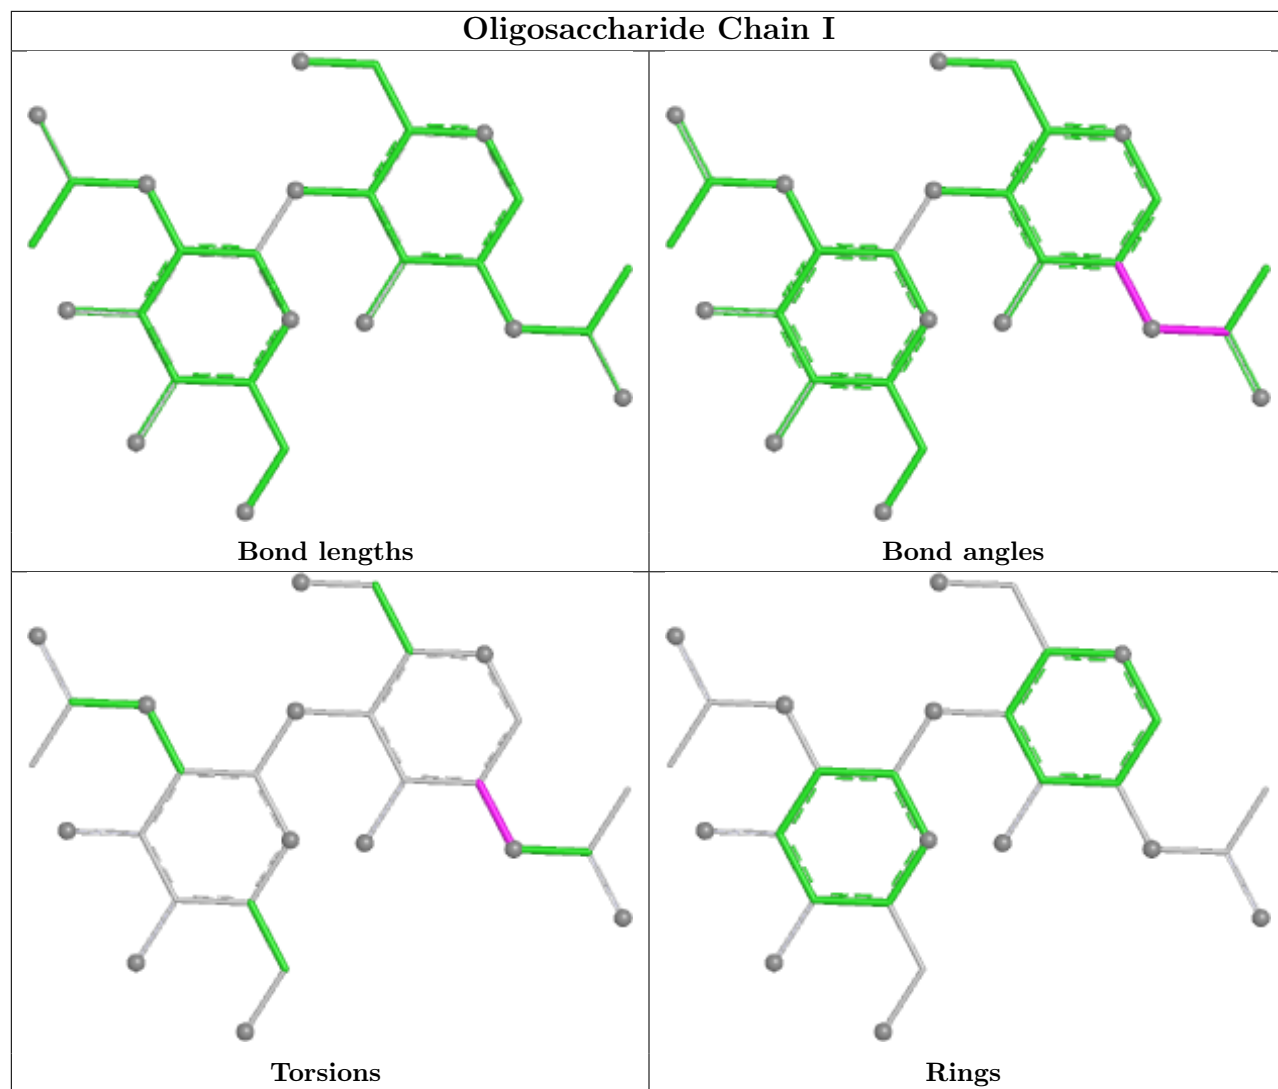 Oligosaccharide Chain I
Bond lengths
Bond angles
Torsions
Rings